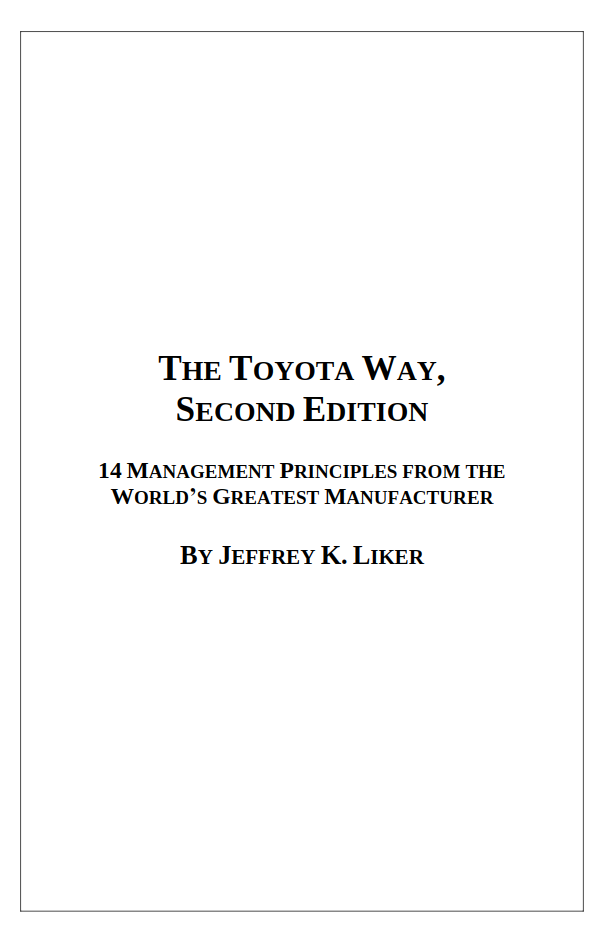 THE TOYOTA WAY,
SECOND EDITION
14 MANAGEMENT PRINCIPLES FROM THE
WORLD’S GREATEST MANUFACTURER
BY JEFFREY K. LIKER